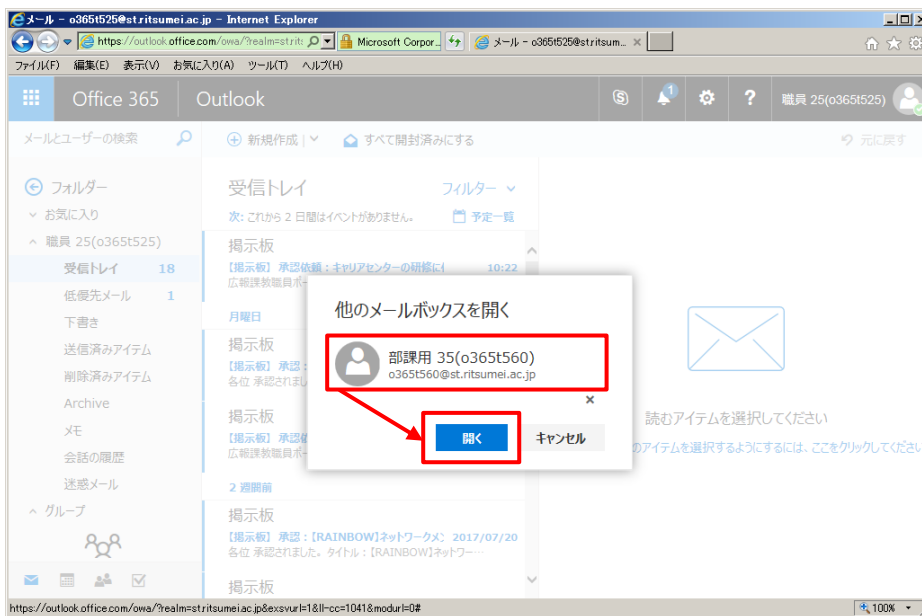 メール - o365t525@st.ritsumei.ac.jp - Internet Explorer
https://outlook.office.com/owa/?realm=st.rits
Microsoft Corpor...
メール - o365t525@st.ritsum...
ファイル(F) 編集(E) 表示(V) お気に入り(A) ツール(T) ヘルプ(H)
Office 365 Outlook
1
?
職員 25(o365t525)
メールとユーザーの検索
新規作成
すべて開封済みにする
元に戻す
フォルダー
お気に入り
職員 25(o365t525)
受信トレイ 18
低優先メール 1
下書き
送信済みアイテム
削除済みアイテム
Archive
メモ
会話の履歴
迷惑メール
グループ
受信トレイ
フィルター
次: これから 2 日間はイベントがありません。
予定一覧
掲示板
【掲示板】承認依頼：キャリアセンターの研修に
10:22
広報課教職員ポー
月曜日
掲示板
【掲示板】承認：
各位 承認されまし
掲示板
【掲示板】承認
広報課教職員ポー
2 週間前
掲示板
【掲示板】承認：【RAINBOW】ネットワークメン 2017/07/20
各位 承認されました。タイトル：【RAINBOW】ネットワー…
掲示板
他のメールボックスを開く
部課用 35(o365t560)
o365t560@st.ritsumei.ac.jp
開く
キャンセル
読むアイテムを選択してください
のアイテムを選択するようにするには、ここをクリックしてくださ
https://outlook.office.com/owa/?realm=st.ritsumei.ac.jp&exsvurl=1&ll-cc=1041&modurl=0#
100%